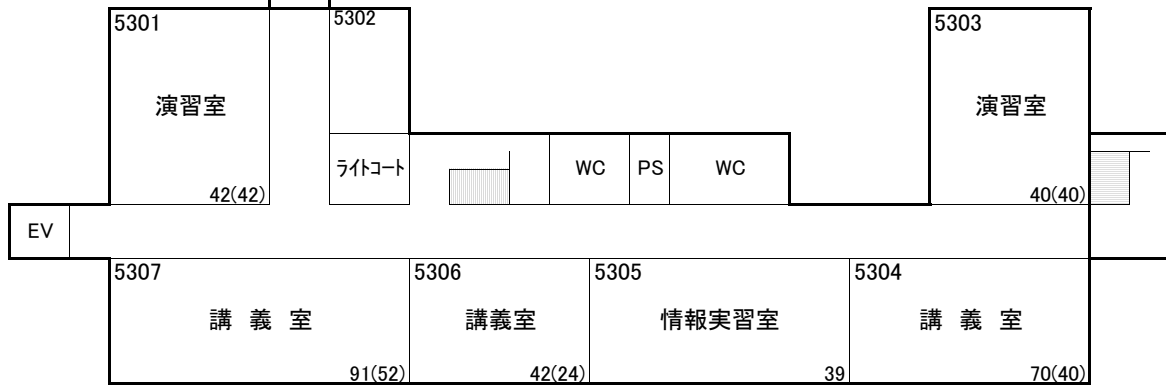 5301
5302
5303
演習室
演習室
ライトコート
WC
PS
WC
42(42)
40(40)
EV
5307
5306
5305
5304
講 義 室
講義室
情報実習室
講 義 室
91(52)
42(24)
39
70(40)